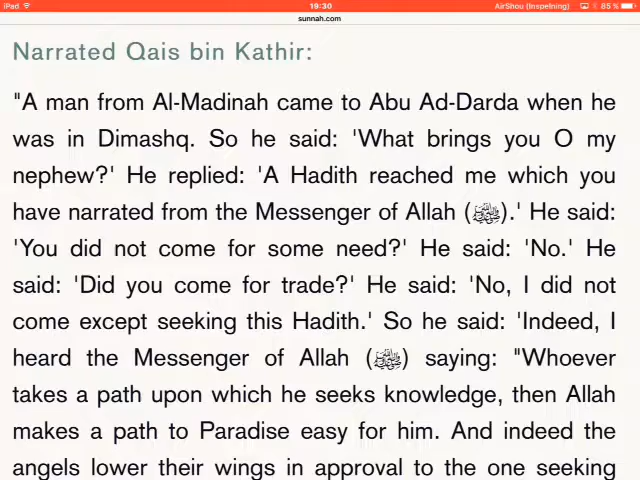 iPad 19:30 AirShou (Inspelning) 85 %
sunnah.com
Narrated Qais bin Kathir:
"A man from Al-Madinah came to Abu Ad-Darda when he
was in Dimashq. So he said: 'What brings you O my
nephew?' He replied: 'A Hadith reached me which you
have narrated from the Messenger of Allah (ﷺ).' He said:
'You did not come for some need?' He said: 'No.' He
said: 'Did you come for trade?' He said: 'No, I did not
come except seeking this Hadith.' So he said: 'Indeed, I
heard the Messenger of Allah (ﷺ) saying: "Whoever
takes a path upon which he seeks knowledge, then Allah
makes a path to Paradise easy for him. And indeed the
angels lower their wings in approval to the one seeking